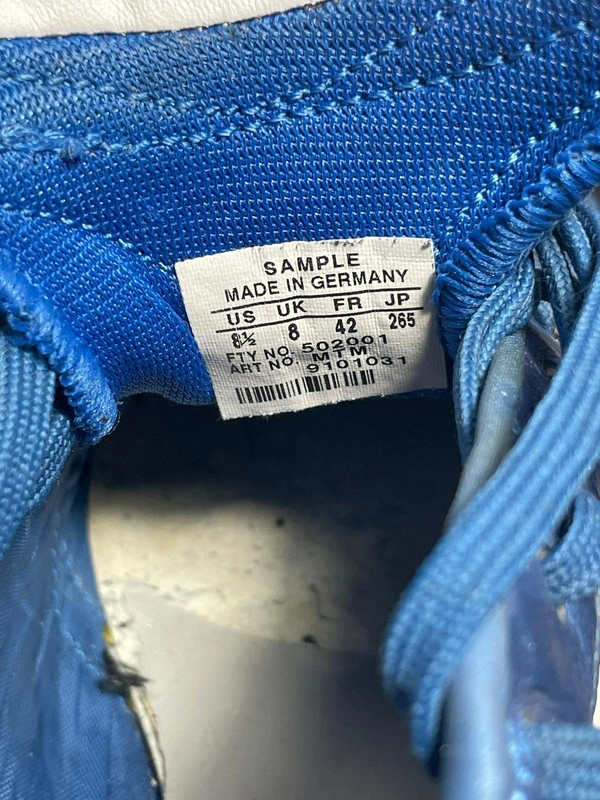 SAMPLE
MADE IN GERMANY
US UK FR JP
8½ 8 42 265
FTY NO. 502001
MTM
ART NO. 9101031